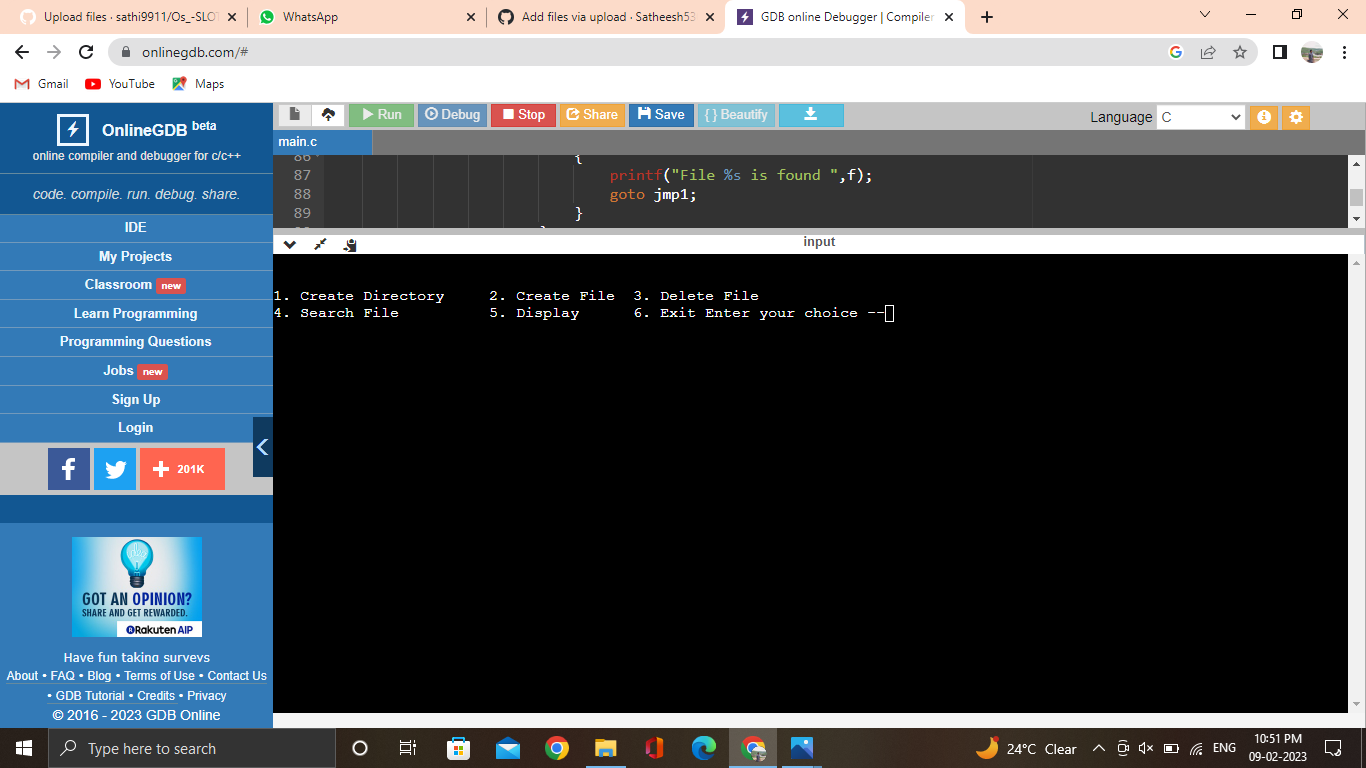 Upload files · sathi9911/Os_-SLOT
WhatsApp
Add files via upload · Satheesh53
GDB online Debugger | Compiler
onlinegdb.com/#
Gmail YouTube Maps
OnlineGDB beta
online compiler and debugger for c/c++
code. compile. run. debug. share.
IDE
My Projects
Classroom new
Learn Programming
Programming Questions
Jobs new
Sign Up
Login
201K
GOT AN OPINION?
SHARE AND GET REWARDED.
Rakuten AIP
Have fun taking surveys
About • FAQ • Blog • Terms of Use • Contact Us
• GDB Tutorial • Credits • Privacy
© 2016 - 2023 GDB Online
Run Debug Stop Share Save { } Beautify
Language C
main.c
86 {
87 printf("File %s is found ",f);
88 goto jmp1;
89 }
input
1. Create Directory 2. Create File 3. Delete File
4. Search File 5. Display 6. Exit Enter your choice --
Type here to search
24°C Clear
ENG
10:51 PM
09-02-2023